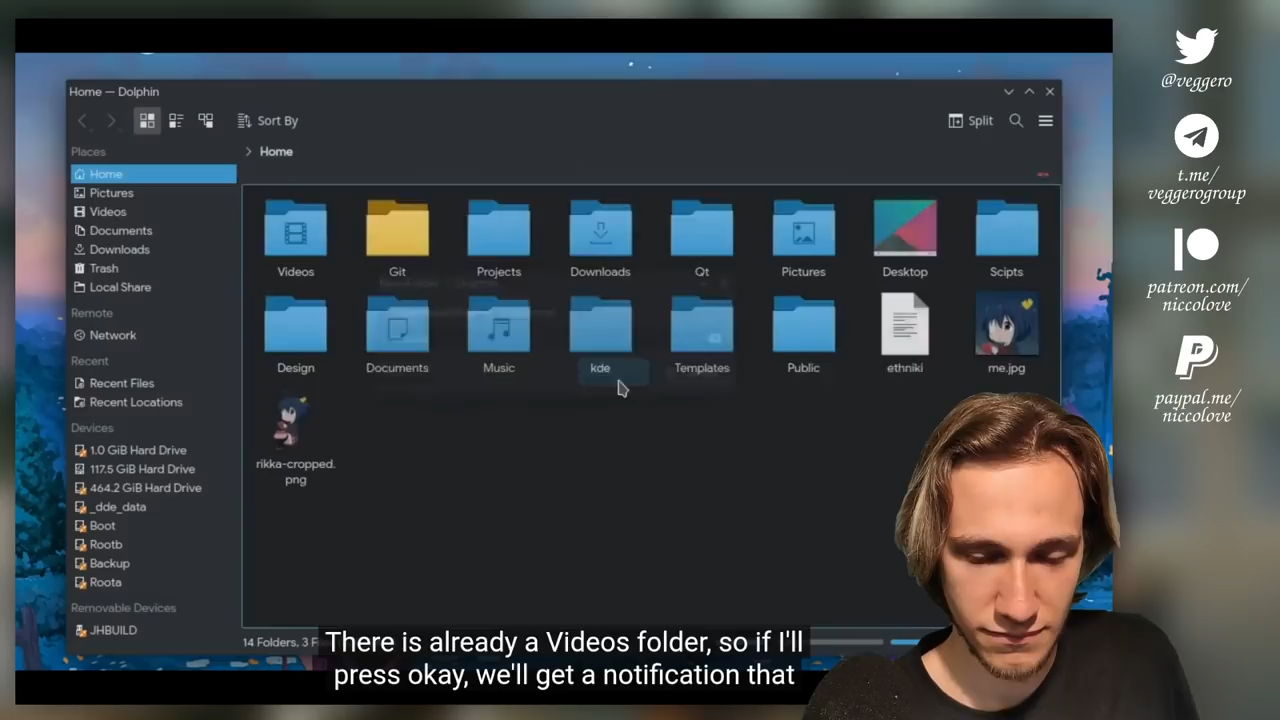 Home — Dolphin
Sort By
Split
Places
Home
Home
Pictures
Videos
Documents
Downloads
Trash
Local Share
Remote
Network
Recent
Recent Files
Recent Locations
Devices
1.0 GiB Hard Drive
117.5 GiB Hard Drive
464.2 GiB Hard Drive
_dde_data
Boot
Rootb
Backup
Roota
Removable Devices
JHBUILD
Videos
Git
Projects
Downloads
Qt
Pictures
Desktop
Scipts
Design
Documents
Music
kde
Templates
Public
ethniki
me.jpg
rikka-cropped.
png
14 Folders, 3 F
There is already a Videos folder, so if I'll
press okay, we'll get a notification that
@veggero
t.me/
veggerogroup
patreon.com/
niccolove
paypal.me/
niccolove